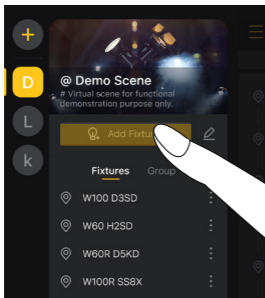 +
@ Demo Scene
D
# Virtual scene for functional
demonstration purpose only.
L
Add Fixtu
k
Fixtures Group
W100 D3SD
W60 H2SD
W60R D5KD
W100R SS8X